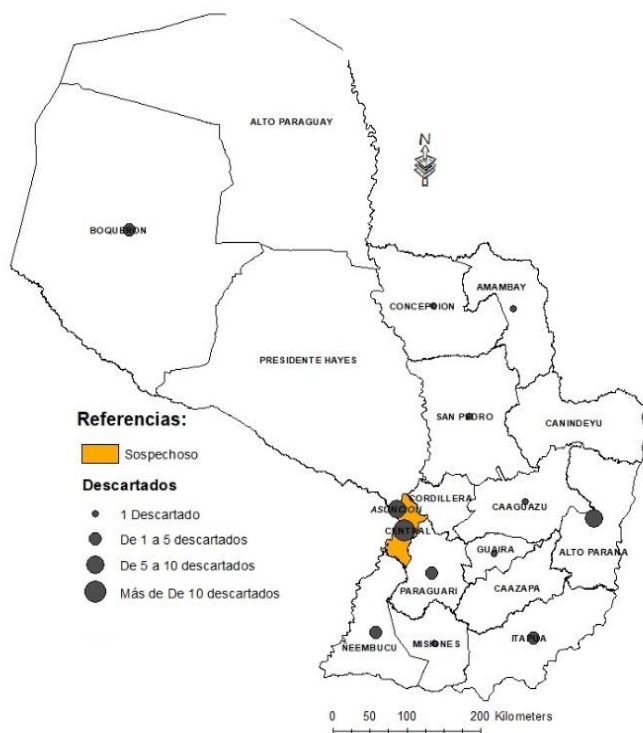 ALTO PARAGUAY
N
BOQUERON
AMAMBAY
CONCEPCION
PRESIDENTE HAYES
SAN PEDRO
CANINDEYU
Referencias:
Sospechoso
Descartados
1 Descartado
De 1 a 5 descartados
De 5 a 10 descartados
Más de De 10 descartados
CORDILLERA
ASUNCION
CAAGUAZU
CENTRAL
GUAIRA
ALTO PARANA
PARAGUARI
CAAZAPA
ÑEEMBUCU
MISIONES
ITAPUA
0 50 100 200 Kilometers